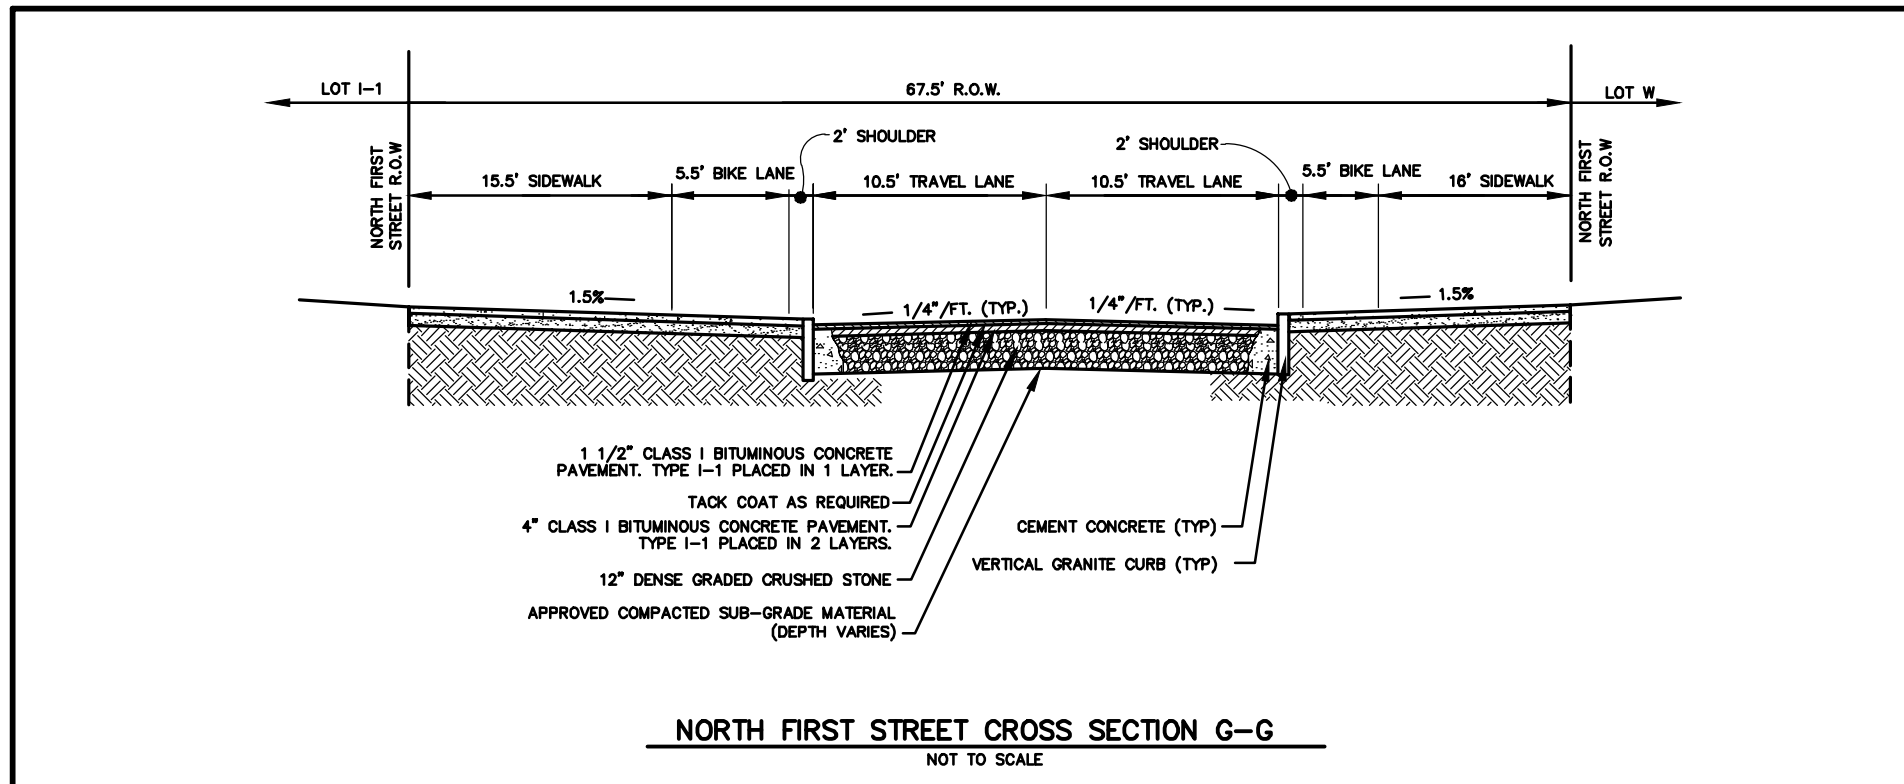 LOT I-1
67.5' R.O.W.
LOT W
NORTH FIRST
STREET R.O.W
2' SHOULDER
2' SHOULDER
NORTH FIRST
STREET R.O.W
15.5' SIDEWALK
5.5' BIKE LANE
10.5' TRAVEL LANE
10.5' TRAVEL LANE
5.5' BIKE LANE
16' SIDEWALK
1.5%
1/4"/FT. (TYP.)
1/4"/FT. (TYP.)
1.5%
1 1/2" CLASS I BITUMINOUS CONCRETE
PAVEMENT. TYPE I-1 PLACED IN 1 LAYER.
TACK COAT AS REQUIRED
4" CLASS I BITUMINOUS CONCRETE PAVEMENT.
TYPE I-1 PLACED IN 2 LAYERS.
12" DENSE GRADED CRUSHED STONE
APPROVED COMPACTED SUB-GRADE MATERIAL
(DEPTH VARIES)
CEMENT CONCRETE (TYP)
VERTICAL GRANITE CURB (TYP)
NORTH FIRST STREET CROSS SECTION G-G
NOT TO SCALE